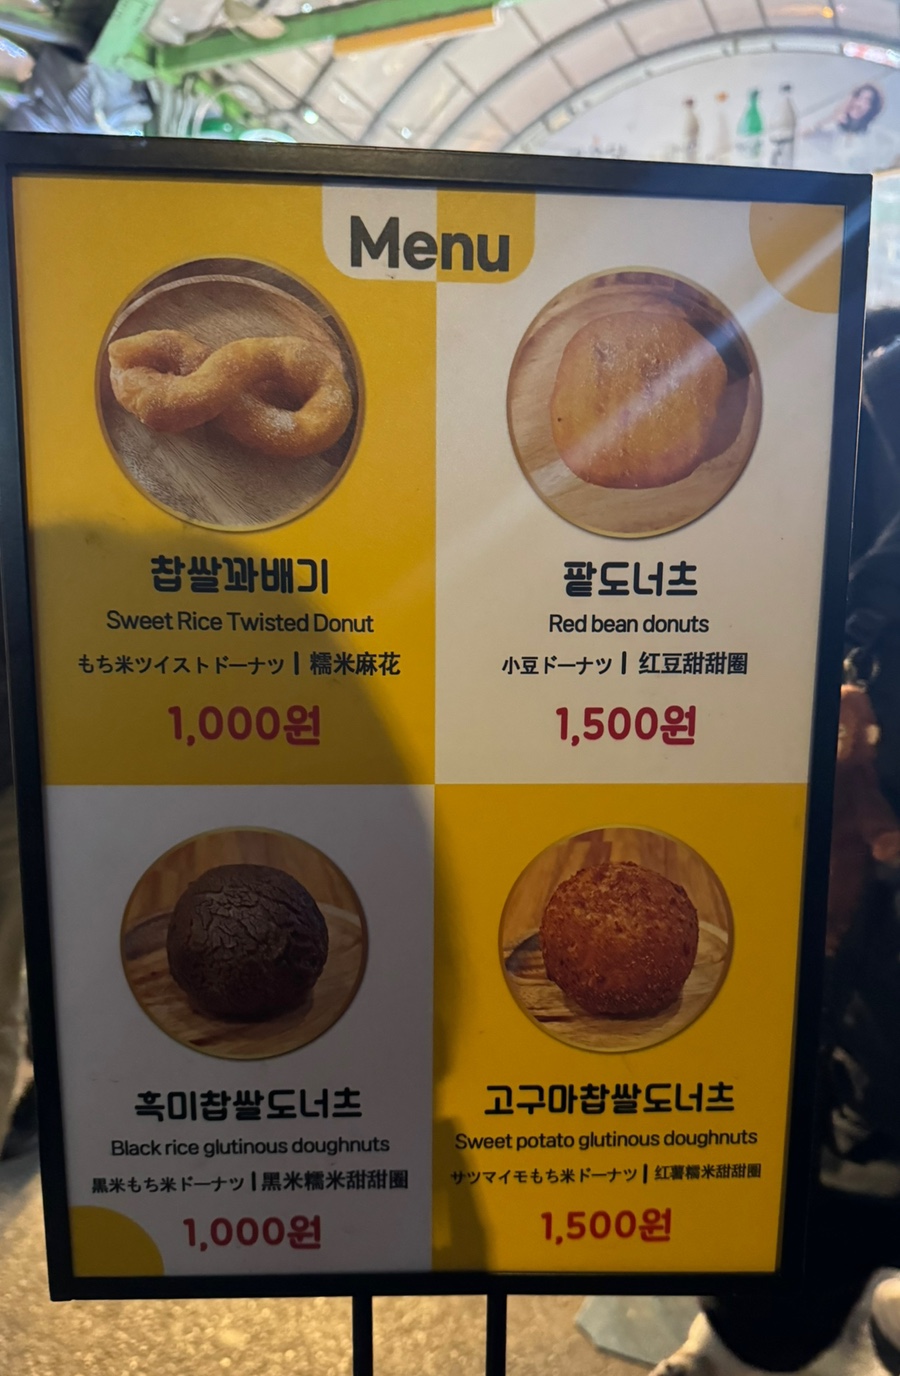 Menu
찹쌀꽈배기
Sweet Rice Twisted Donut
もち米ツイストドーナツ | 糯米麻花
1,000원
팥도너츠
Red bean donuts
小豆ドーナツ | 红豆甜甜圈
1,500원
흑미찹쌀도너츠
Black rice glutinous doughnuts
黒米もち米ドーナツ | 黑米糯米甜甜圈
1,000원
고구마찹쌀도너츠
Sweet potato glutinous doughnuts
サツマイモもち米ドーナツ | 红薯糯米甜甜圈
1,500원